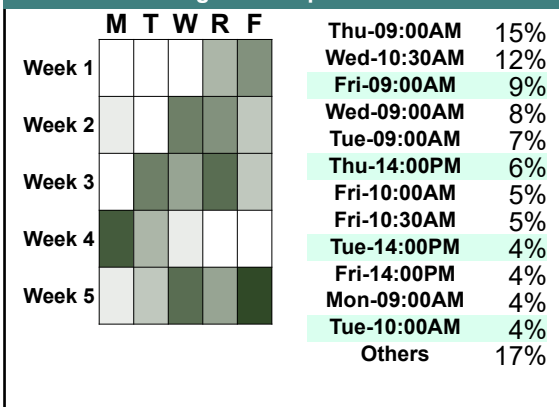 M T W R F
Week 1
Week 2
Week 3
Week 4
Week 5
Thu-09:00AM 15%
Wed-10:30AM 12%
Fri-09:00AM 9%
Wed-09:00AM 8%
Tue-09:00AM 7%
Thu-14:00PM 6%
Fri-10:00AM 5%
Fri-10:30AM 5%
Tue-14:00PM 4%
Fri-14:00PM 4%
Mon-09:00AM 4%
Tue-10:00AM 4%
Others 17%